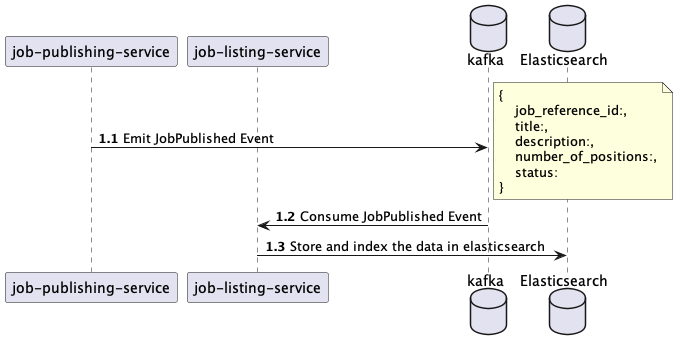 job-publishing-service
job-listing-service
kafka
Elasticsearch
{
job_reference_id:,
title:,
description:,
number_of_positions:,
status:
}
1.1 Emit JobPublished Event
1.2 Consume JobPublished Event
1.3 Store and index the data in elasticsearch
job-publishing-service
job-listing-service
kafka
Elasticsearch